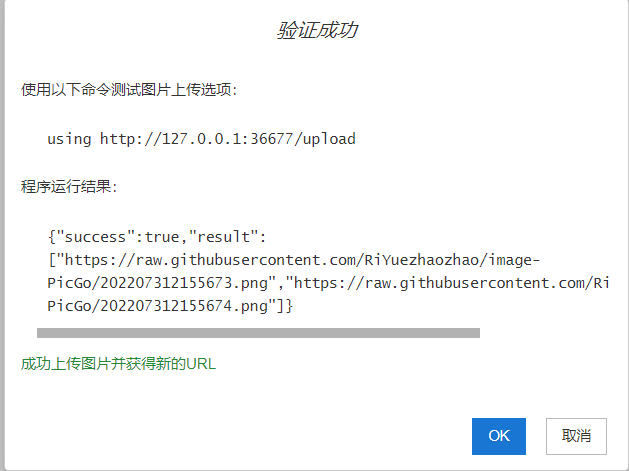 验证成功
使用以下命令测试图片上传选项：
using http://127.0.0.1:36677/upload
程序运行结果：
{"success":true,"result":
["https://raw.githubusercontent.com/RiYuezhaozhao/image-
PicGo/202207312155673.png","https://raw.githubusercontent.com/Ri
PicGo/202207312155674.png"]}
成功上传图片并获得新的URL
OK 取消